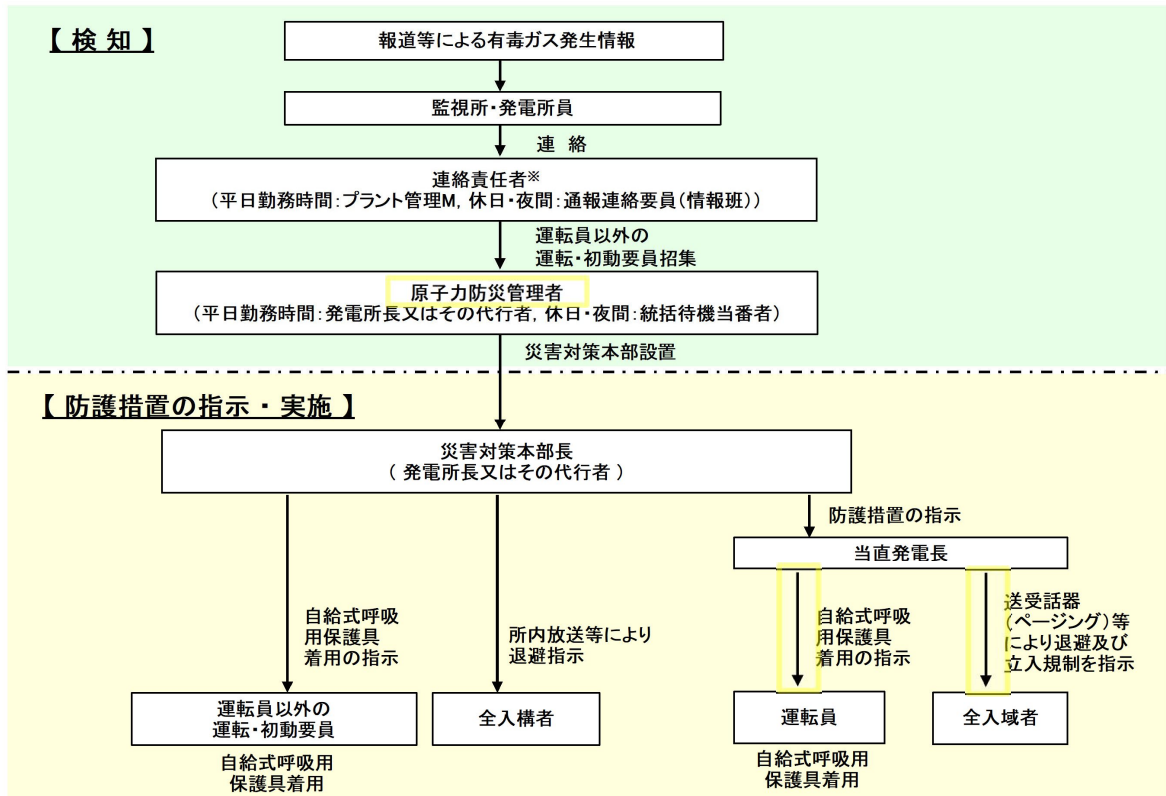 【 検 知 】
報道等による有毒ガス発生情報
監視所・発電所員
連 絡
連絡責任者※
(平日勤務時間:プラント管理M, 休日・夜間:通報連絡要員(情報班))
運転員以外の
運転・初動要員招集
原子力防災管理者
(平日勤務時間:発電所長又はその代行者, 休日・夜間:統括待機当番者)
災害対策本部設置
【 防護措置の指示 ・ 実施 】
災害対策本部長
( 発電所長又はその代行者 )
防護措置の指示
当直発電長
自給式呼吸
用保護具
着用の指示
所内放送等により
退避指示
自給式呼吸
用保護具
着用の指示
送受話器
(ページング)等
により退避及び
立入規制を指示
運転員以外の
運転・初動要員
全入構者
運転員
全入域者
自給式呼吸用
保護具着用
自給式呼吸用
保護具着用